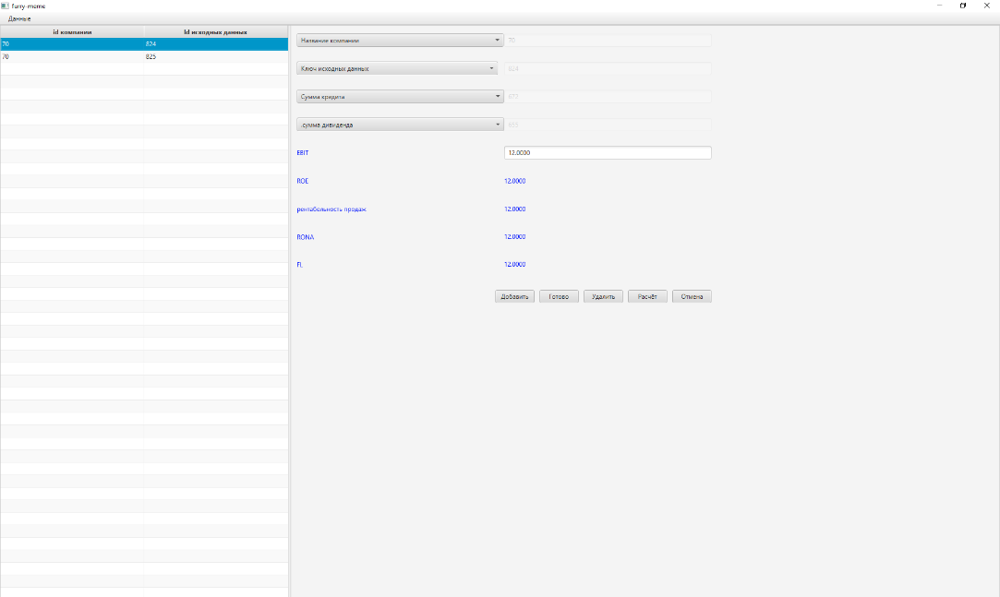 furry-meme
Данные
id компании Id исходных данных
70 824
70 825
Название компании 70
Ключ исходных данных 824
Сумма кредита
.сумма дивиденда
EBIT 12.0000
ROE 12.0000
рентабельность продаж 12.0000
RONA 12.0000
FL 12.0000
Добавить Готово Удалить Расчёт Отмена